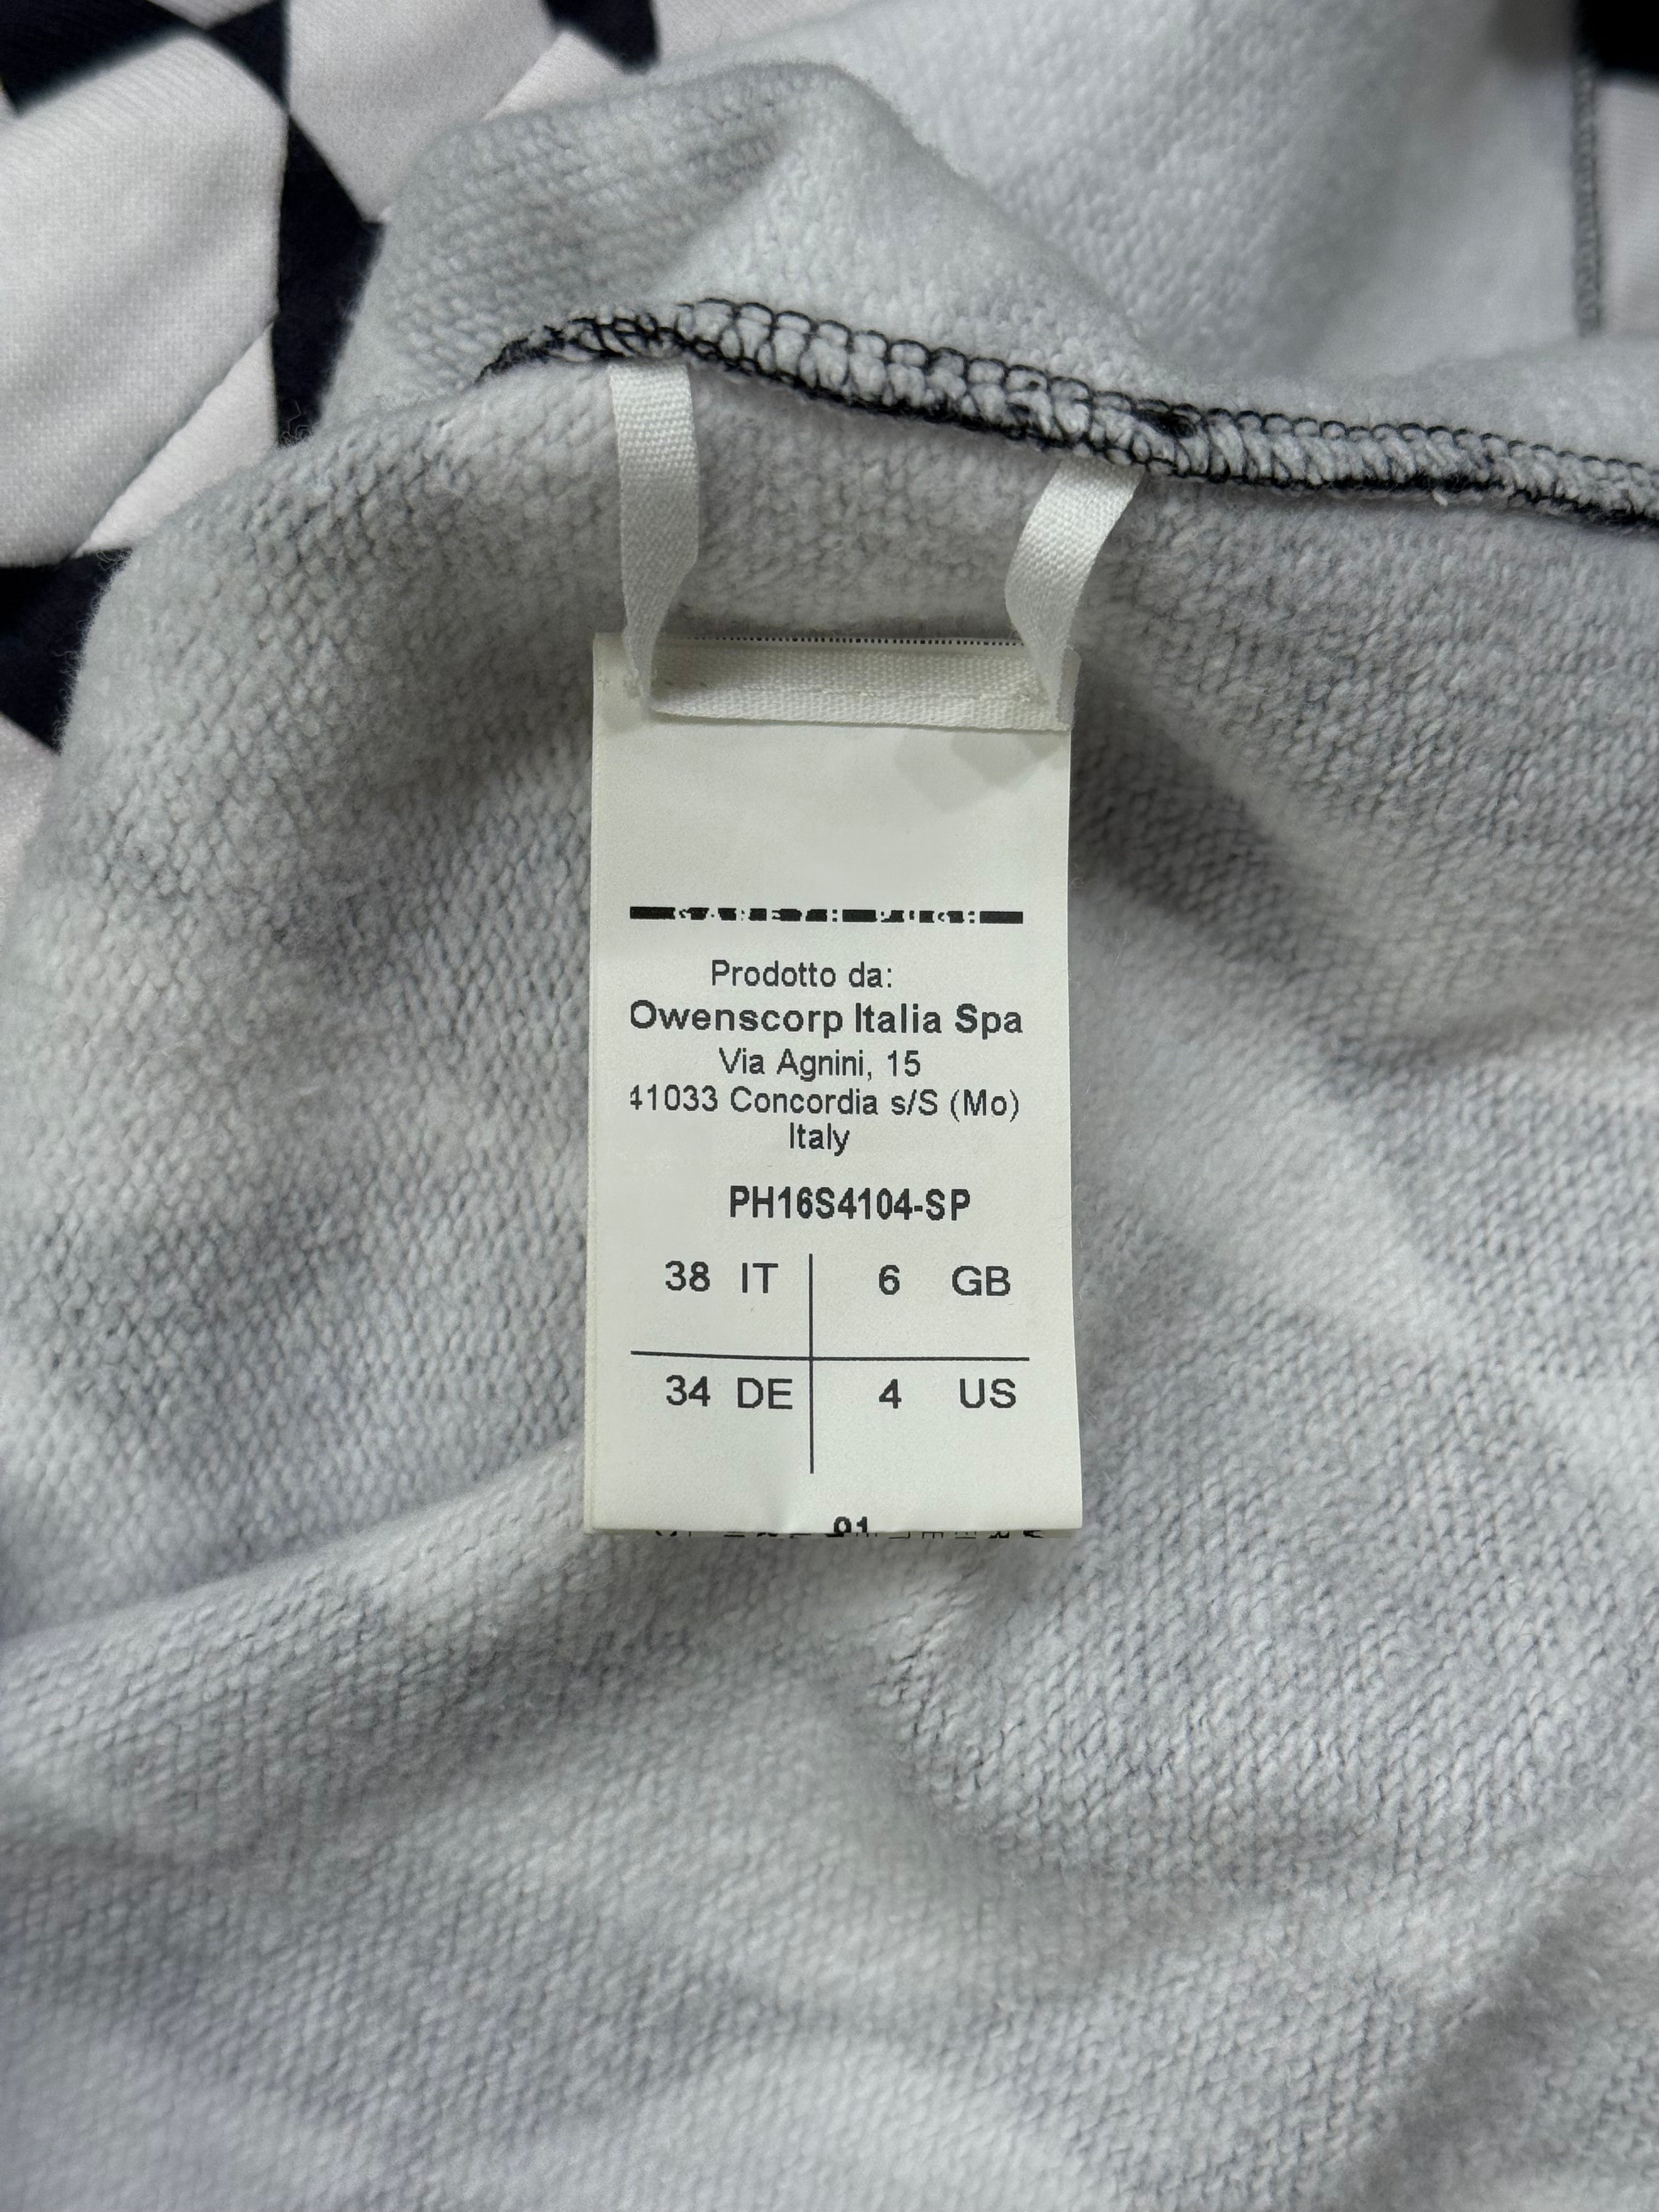 GARETH PUGH
Prodotto da:
Owenscorp Italia Spa
Via Agnini, 15
41033 Concordia s/S (Mo)
Italy
PH16S4104-SP
38 IT 6 GB
34 DE 4 US
91